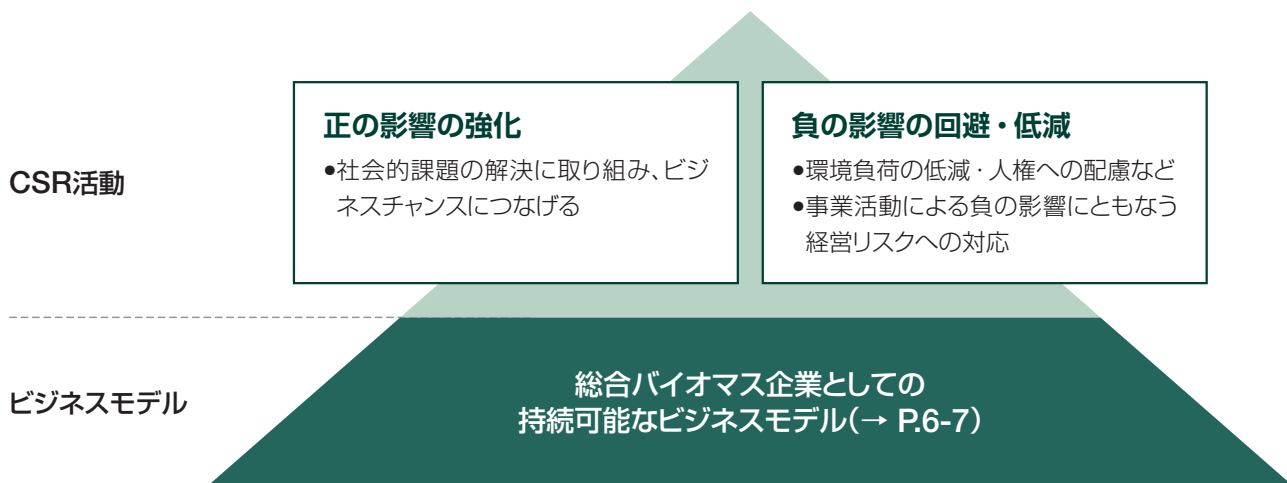 CSR活動
正の影響の強化
●社会的課題の解決に取り組み、ビジ
ネスチャンスにつなげる
負の影響の回避・低減
●環境負荷の低減・人権への配慮など
●事業活動による負の影響にともなう
経営リスクへの対応
ビジネスモデル
総合バイオマス企業としての
持続可能なビジネスモデル(→ P.6-7)